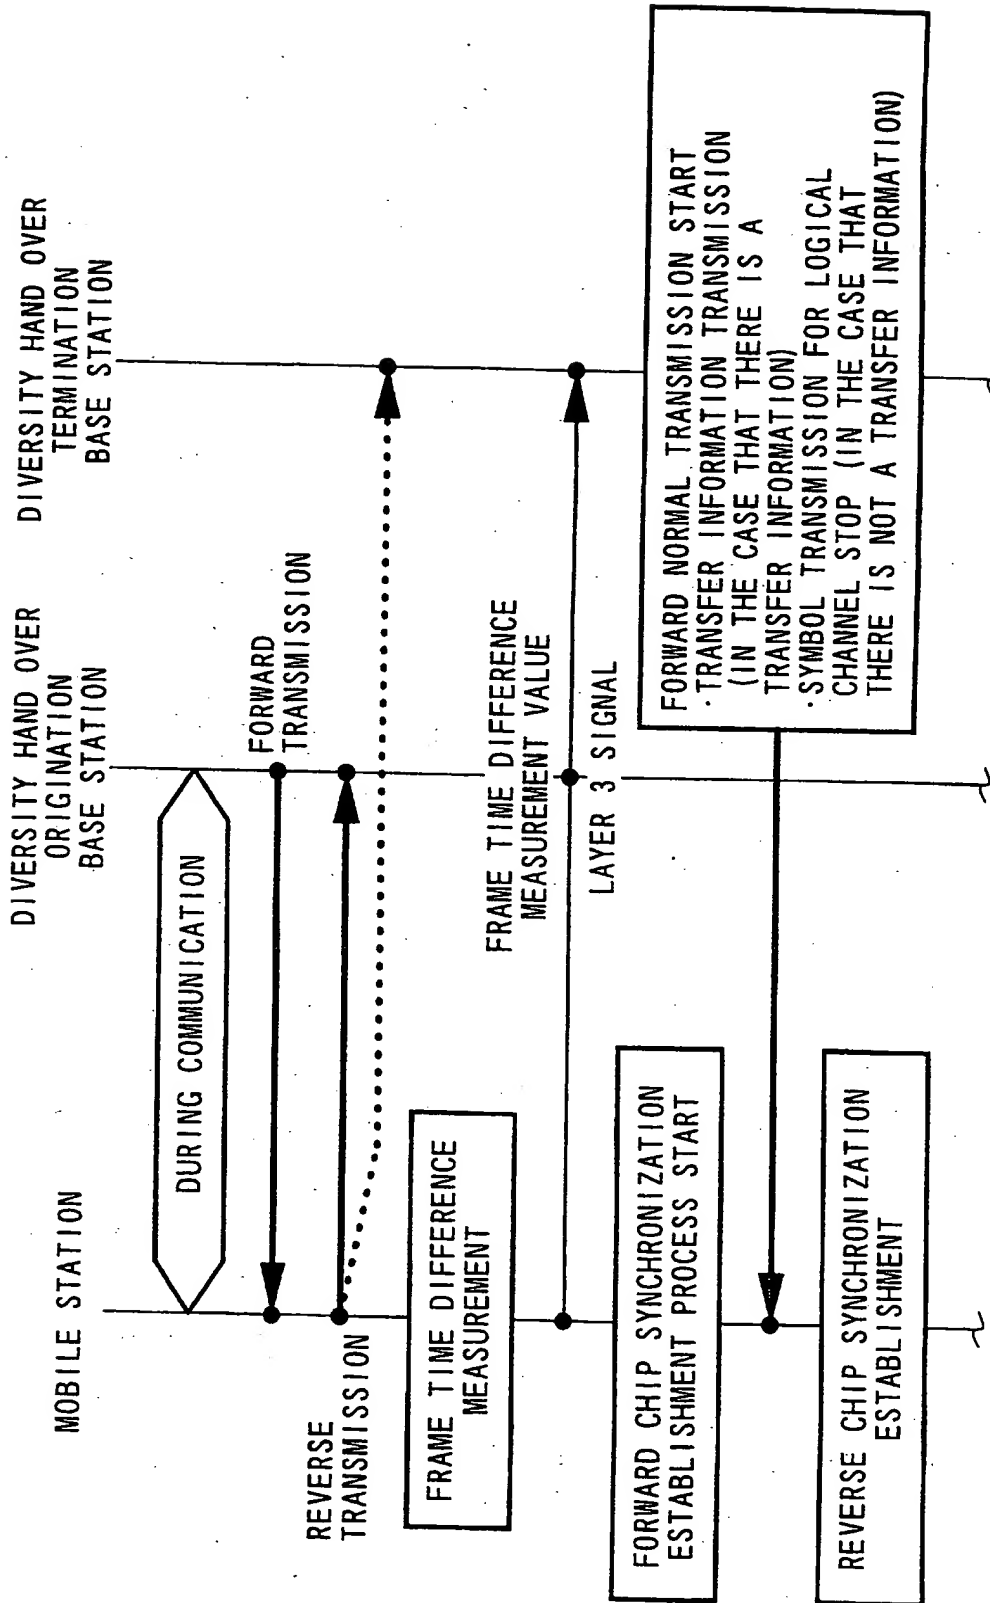 MOBILE STATION
DIVERSITY HAND OVER
ORIGINATION
BASE STATION
DIVERSITY HAND OVER
TERMINATION
BASE STATION
DURING COMMUNICATION
FORWARD
TRANSMISSION
REVERSE
TRANSMISSION
FRAME TIME DIFFERENCE
MEASUREMENT
FRAME TIME DIFFERENCE
MEASUREMENT VALUE
LAYER 3 SIGNAL
FORWARD CHIP SYNCHRONIZATION
ESTABLISHMENT PROCESS START
FORWARD NORMAL TRANSMISSION START
·TRANSFER INFORMATION TRANSMISSION
(IN THE CASE THAT THERE IS A
TRANSFER INFORMATION)
·SYMBOL TRANSMISSION FOR LOGICAL
CHANNEL STOP (IN THE CASE THAT
THERE IS NOT A TRANSFER INFORMATION)
REVERSE CHIP SYNCHRONIZATION
ESTABLISHMENT